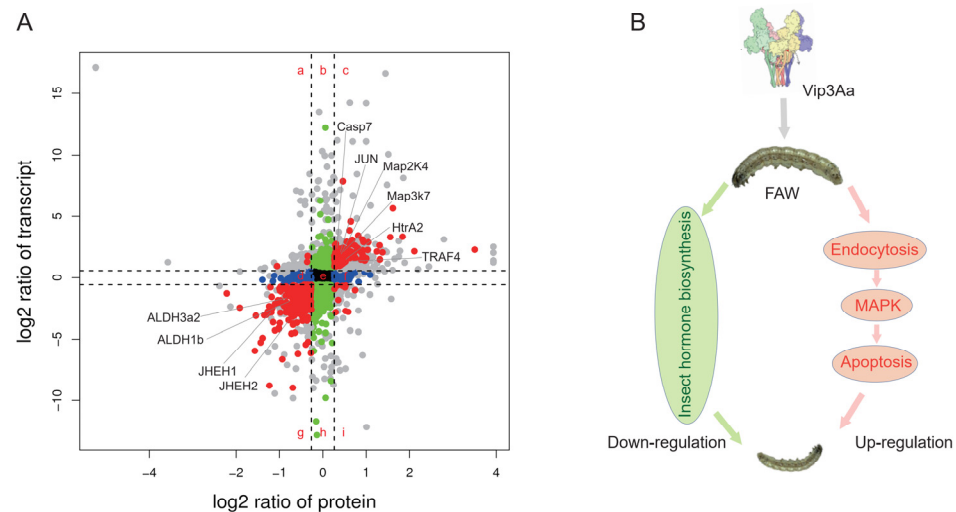 A
a b c
Casp7
JUN
Map2K4
Map3k7
HtrA2
TRAF4
d e
ALDH3a2
ALDH1b
JHEH1
JHEH2
g h i
15
10
5
0
-5
-10
-4 -2 0 2 4
log2 ratio of transcript
log2 ratio of protein
B
Vip3Aa
FAW
Insect hormone biosynthesis
Endocytosis
MAPK
Apoptosis
Down-regulation
Up-regulation